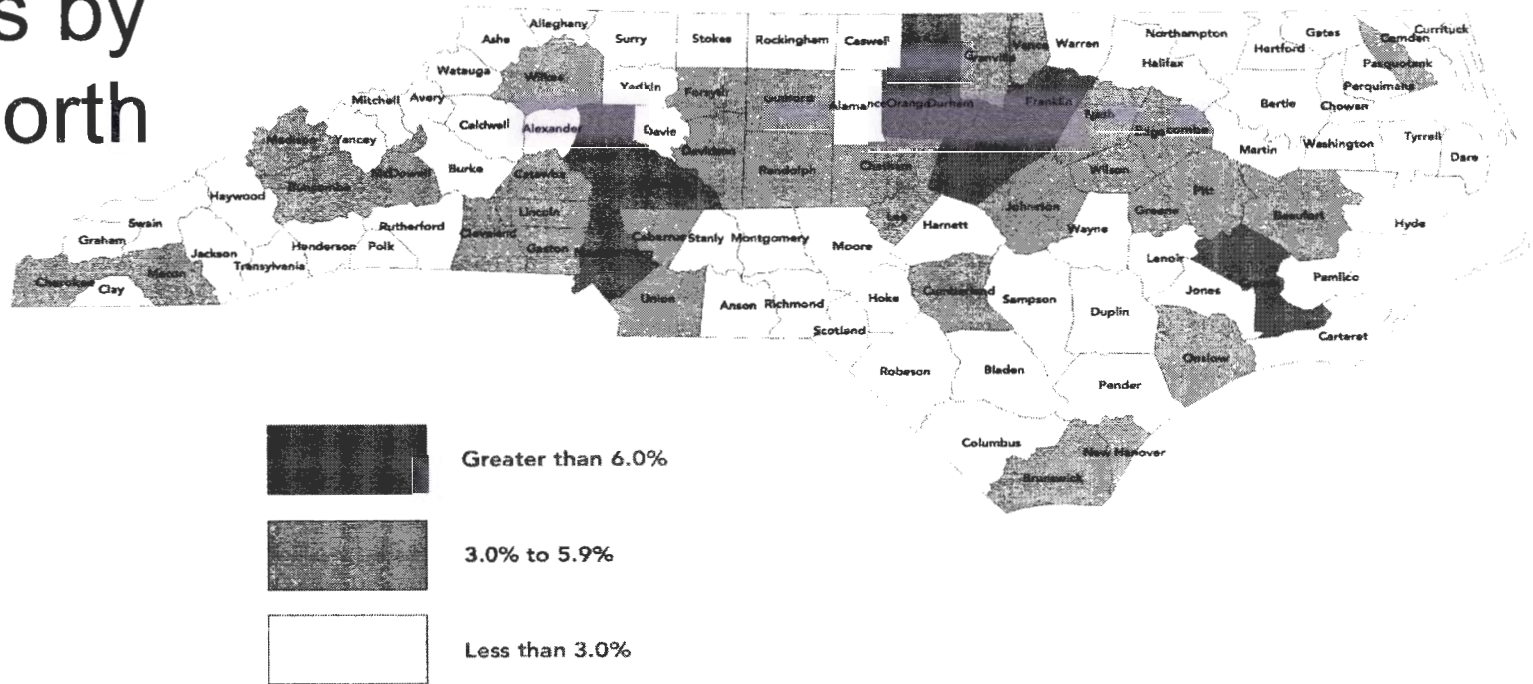 s by
orth
Alleghany
Ashe
Surry
Stokes
Rockingham
Caswell
Granville
Vance
Warren
Northampton
Gates
Currituck
Camden
Hertford
Pasquotank
Watauga
Wilkes
Halifax
Perquimans
Mitchell
Avery
Yadkin
Forsyth
Guilford
Alamance
Orange
Durham
Franklin
Nash
Bertie
Chowan
Madison
Yancey
Caldwell
Alexander
Davie
Edgecombe
Martin
Washington
Tyrrell
Dare
Buncombe
McDowell
Burke
Catawba
Davidson
Randolph
Chatham
Wilson
Haywood
Lincoln
Pitt
Swain
Graham
Jackson
Henderson
Polk
Rutherford
Cleveland
Gaston
Cabarrus
Stanly
Montgomery
Moore
Lee
Harnett
Johnston
Wayne
Greene
Beaufort
Hyde
Cherokee
Clay
Macon
Transylvania
Union
Anson
Richmond
Hoke
Scotland
Cumberland
Sampson
Lenoir
Jones
Duplin
Pamlico
Carteret
Onslow
Robeson
Bladen
Pender
Columbus
New Hanover
Brunswick
Greater than 6.0%
3.0% to 5.9%
Less than 3.0%